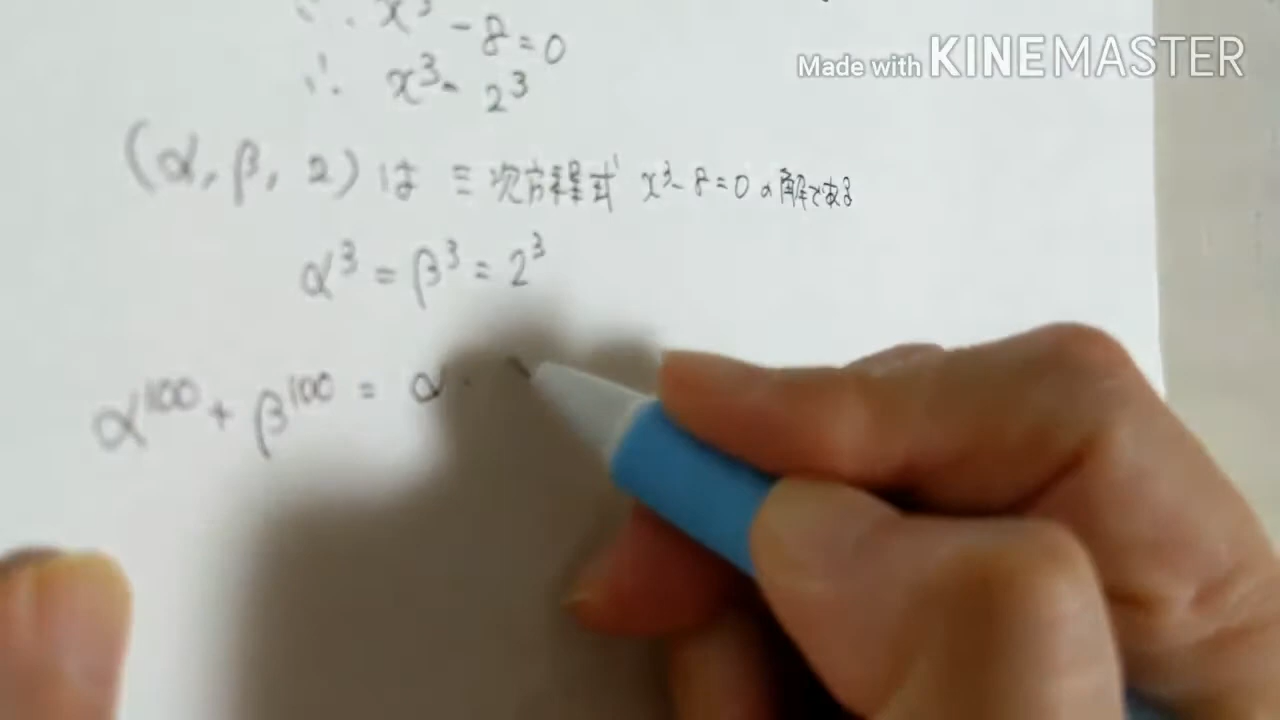 ∴ x³ - 8 = 0
Made with KINEMASTER
∴ x³ - 2³
(α, β, 2) は 三次方程式 x³ - 8 = 0 の解である
α³ = β³ = 2³
α¹⁰⁰ + β¹⁰⁰ = α ·